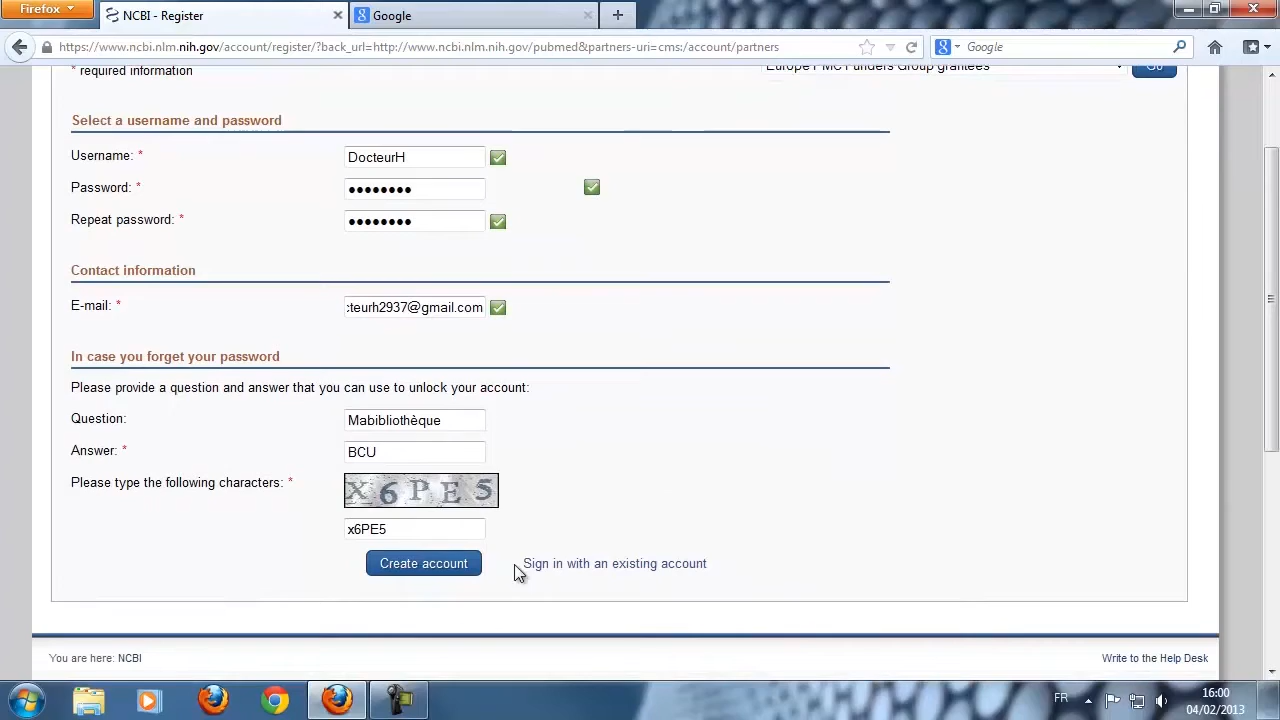 Firefox
NCBI - Register
Google
https://www.ncbi.nlm.nih.gov/account/register/?back_url=http://www.ncbi.nlm.nih.gov/pubmed&partners-uri=cms:/account/partners
Google
* required information
Europe PMC Funders Group grantees
Go
Select a username and password
Username: *
DocteurH
Password: *
••••••••
Repeat password: *
••••••••
Contact information
E-mail: *
teurh2937@gmail.com
In case you forget your password
Please provide a question and answer that you can use to unlock your account:
Question:
Mabibliothèque
Answer: *
BCU
Please type the following characters: *
X6PE5
x6PE5
Create account
Sign in with an existing account
You are here: NCBI
Write to the Help Desk
FR
16:00
04/02/2013